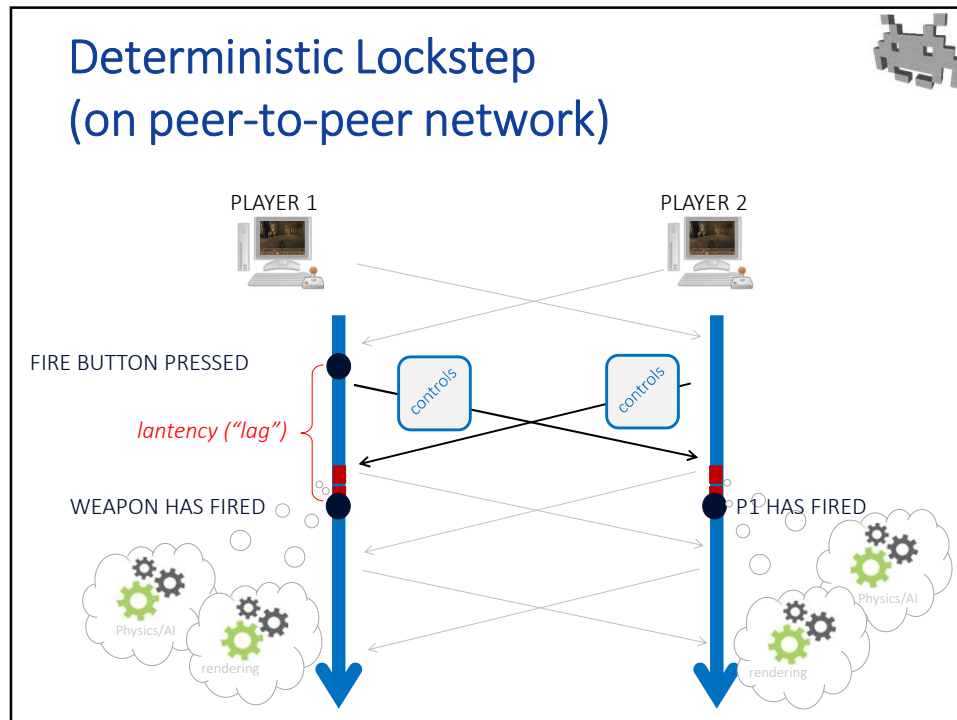 Deterministic Lockstep
(on peer-to-peer network)
PLAYER 1
PLAYER 2
FIRE BUTTON PRESSED
controls
controls
lantency (“lag”)
WEAPON HAS FIRED
P1 HAS FIRED
Physics/AI
rendering
Physics/AI
rendering